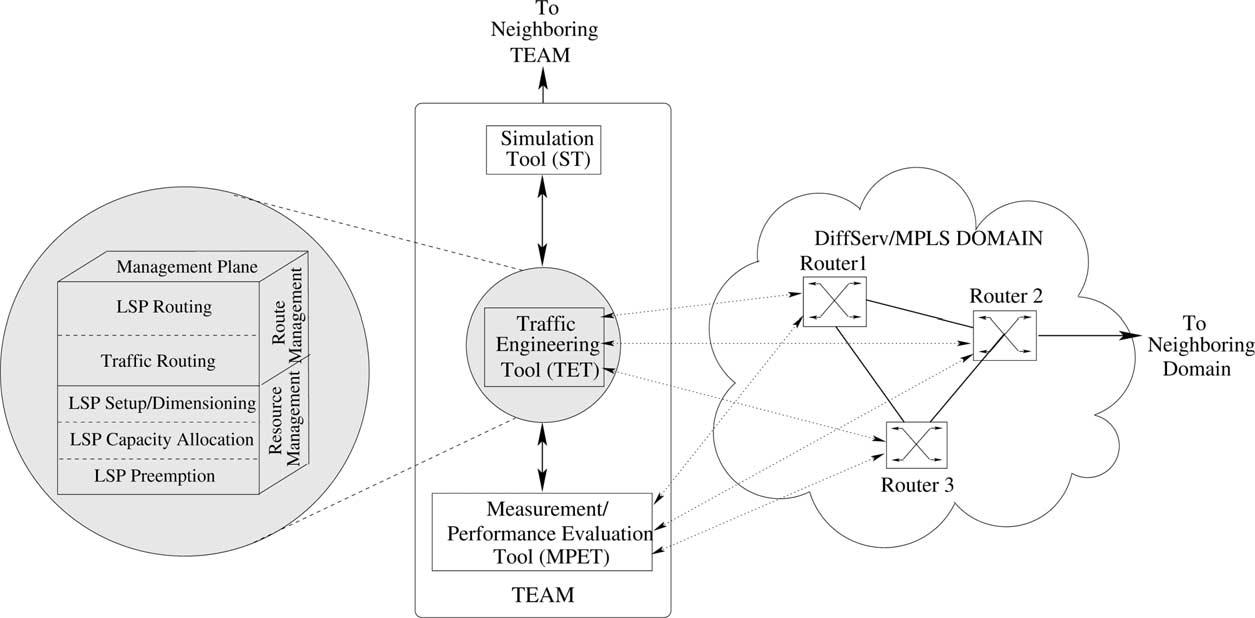 To
Neighboring
TEAM
Simulation
Tool (ST)
Traffic
Engineering
Tool (TET)
Measurement/
Performance Evaluation
Tool (MPET)
TEAM
Management Plane
LSP Routing
Traffic Routing
LSP Setup/Dimensioning
LSP Capacity Allocation
LSP Preemption
Route
Management
Resource
Management
DiffServ/MPLS DOMAIN
Router1
Router 2
Router 3
To
Neighboring
Domain